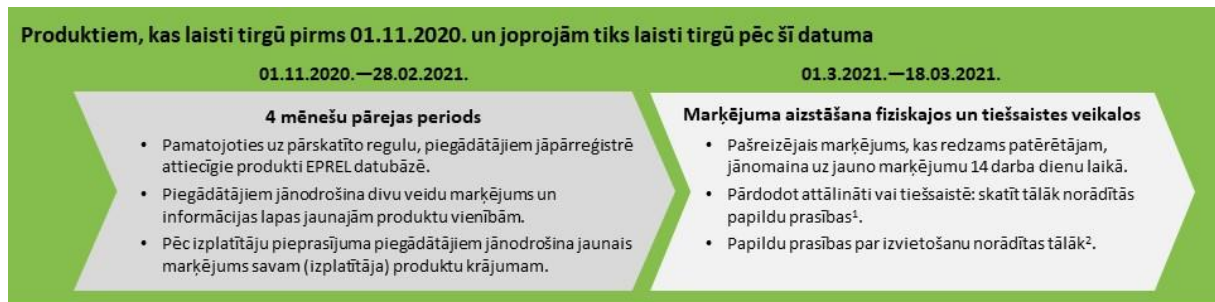 Produktiem, kas laisti tirgū pirms 01.11.2020. un joprojām tiks laisti tirgū pēc šī datuma
01.11.2020.—28.02.2021.
4 mēnešu pārejas periods
• Pamatojoties uz pārskatīto regulu, piegādātājiem jāpārreģistrē
attiecīgie produkti EPREL datubāzē.
• Piegādātājiem jānodrošina divu veidu marķējums un
informācijas lapas jaunajām produktu vienībām.
• Pēc izplatītāju pieprasījuma piegādātājiem jānodrošina jaunais
marķējums savam (izplatītāja) produktu krājumam.
01.3.2021.—18.03.2021.
Marķējuma aizstāšana fiziskajos un tiešsaistes veikalos
• Pašreizējais marķējums, kas redzams patērētājam,
jānomaina uz jauno marķējumu 14 darba dienu laikā.
• Pārdodot attālināti vai tiešsaistē: skatīt tālāk norādītās
papildu prasības¹.
• Papildu prasības par izvietošanu norādītas tālāk².